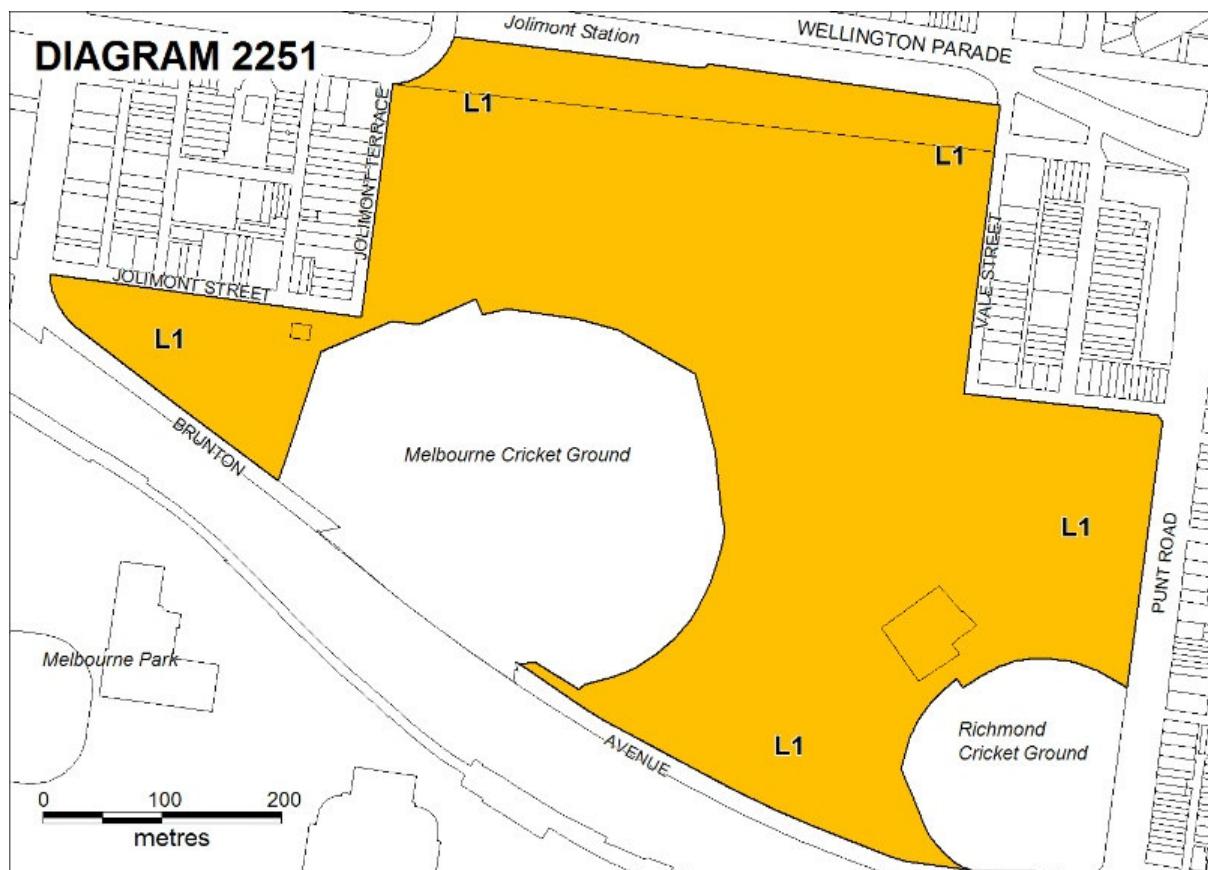 DIAGRAM 2251
Jolimont Station
WELLINGTON PARADE
L1
L1
JOLIMONT TERRACE
VALE STREET
JOLIMONT STREET
L1
BRUNTON
Melbourne Cricket Ground
L1
PUNT ROAD
Melbourne Park
Richmond
Cricket Ground
L1
AVENUE
0 100 200
metres